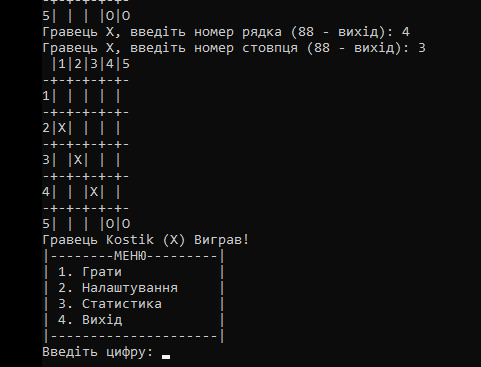 5| | | |O|O
Гравець X, введіть номер рядка (88 - вихід): 4
Гравець X, введіть номер стовпця (88 - вихід): 3
 |1|2|3|4|5
-+-+-+-+-+-
1| | | | |
-+-+-+-+-+-
2|X| | | |
-+-+-+-+-+-
3| |X| | |
-+-+-+-+-+-
4| | |X| |
-+-+-+-+-+-
5| | | |O|O
Гравець Kostik (X) Виграв!
|--------МЕНЮ---------|
| 1. Грати            |
| 2. Налаштування     |
| 3. Статистика       |
| 4. Вихід            |
|---------------------|
Введіть цифру: